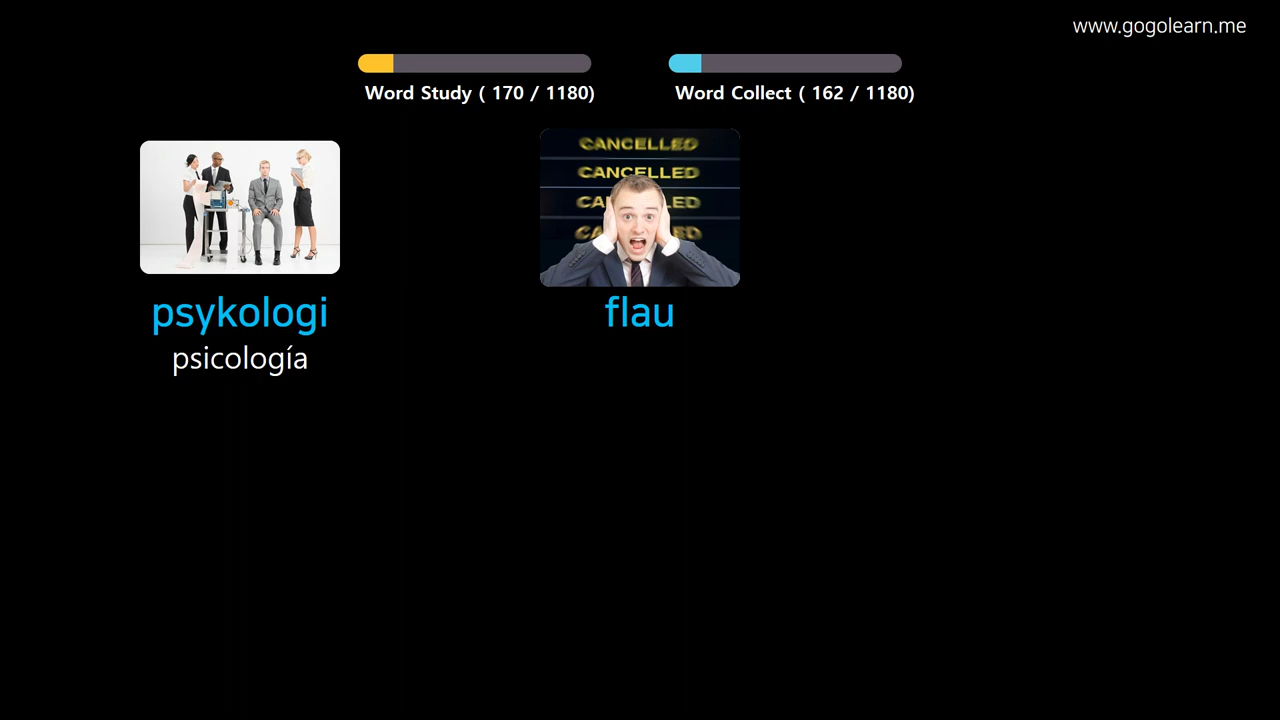 www.gogolearn.me
Word Study ( 170 / 1180)
Word Collect ( 162 / 1180)
CANCELLED
CANCELLED
psykologi
flau
psicología